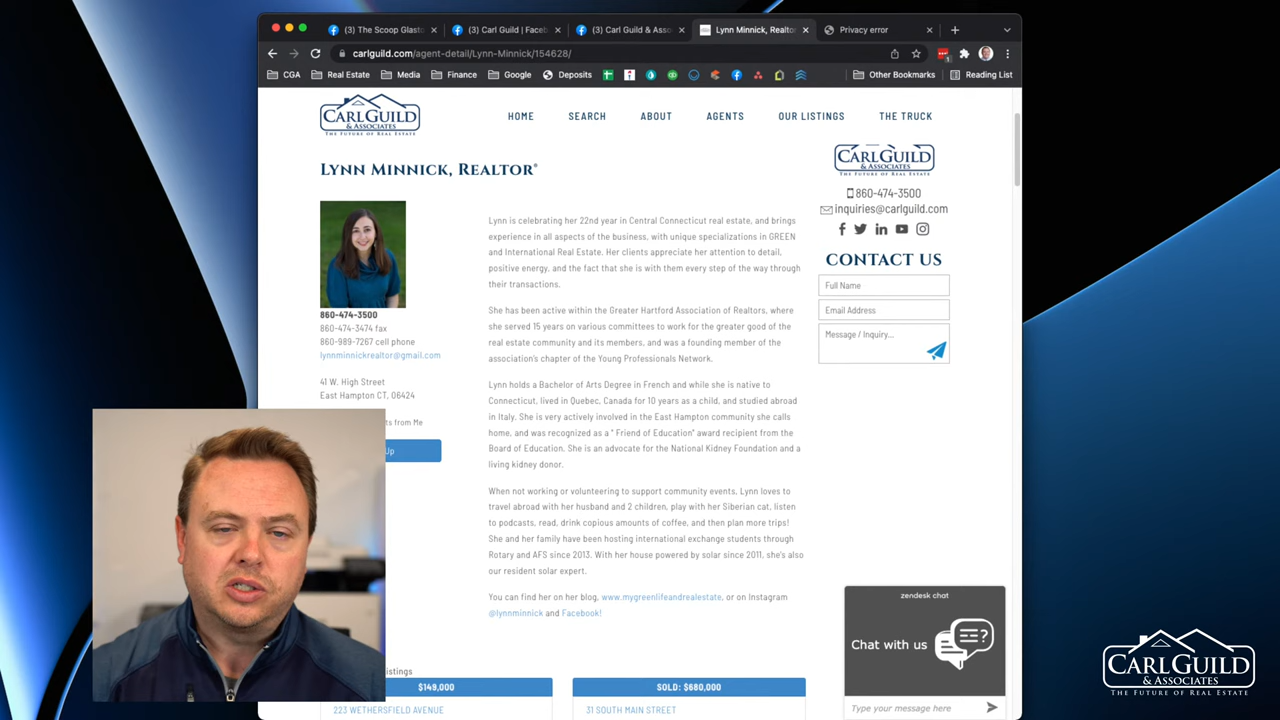 (3) The Scoop Glasto
(3) Carl Guild | Faceb
(3) Carl Guild & Asso
Lynn Minnick, Realtor
Privacy error
carlguild.com/agent-detail/Lynn-Minnick/154628/
CGA
Real Estate
Media
Finance
Google
Deposits
Other Bookmarks
Reading List
CARLGUILD
& ASSOCIATES
THE FUTURE OF REAL ESTATE
HOME
SEARCH
ABOUT
AGENTS
OUR LISTINGS
THE TRUCK
LYNN MINNICK, REALTOR®
860-474-3500
860-474-3474 fax
860-989-7267 cell phone
lynnminnickrealtor@gmail.com
41 W. High Street
East Hampton CT, 06424
ts from Me
Up
Lynn is celebrating her 22nd year in Central Connecticut real estate, and brings
experience in all aspects of the business, with unique specializations in GREEN
and International Real Estate. Her clients appreciate her attention to detail,
positive energy, and the fact that she is with them every step of the way through
their transactions.
She has been active within the Greater Hartford Association of Realtors, where
she served 15 years on various committees to work for the greater good of the
real estate community and its members, and was a founding member of the
association's chapter of the Young Professionals Network.
Lynn holds a Bachelor of Arts Degree in French and while she is native to
Connecticut, lived in Quebec, Canada for 10 years as a child, and studied abroad
in Italy. She is very actively involved in the East Hampton community she calls
home, and was recognized as a " Friend of Education" award recipient from the
Board of Education. She is an advocate for the National Kidney Foundation and a
living kidney donor.
When not working or volunteering to support community events, Lynn loves to
travel abroad with her husband and 2 children, play with her Siberian cat, listen
to podcasts, read, drink copious amounts of coffee, and then plan more trips!
She and her family have been hosting international exchange students through
Rotary and AFS since 2013. With her house powered by solar since 2011, she's also
our resident solar expert.
You can find her on her blog, www.mygreenlifeandrealestate, or on Instagram
@lynnminnick and Facebook!
CARLGUILD
& ASSOCIATES
THE FUTURE OF REAL ESTATE
860-474-3500
inquiries@carlguild.com
CONTACT US
Full Name
Email Address
Message / Inquiry...
istings
$149,000
223 WETHERSFIELD AVENUE
SOLD: $680,000
31 SOUTH MAIN STREET
zendesk chat
Chat with us
Type your message here
CARLGUILD
& ASSOCIATES
THE FUTURE OF REAL ESTATE